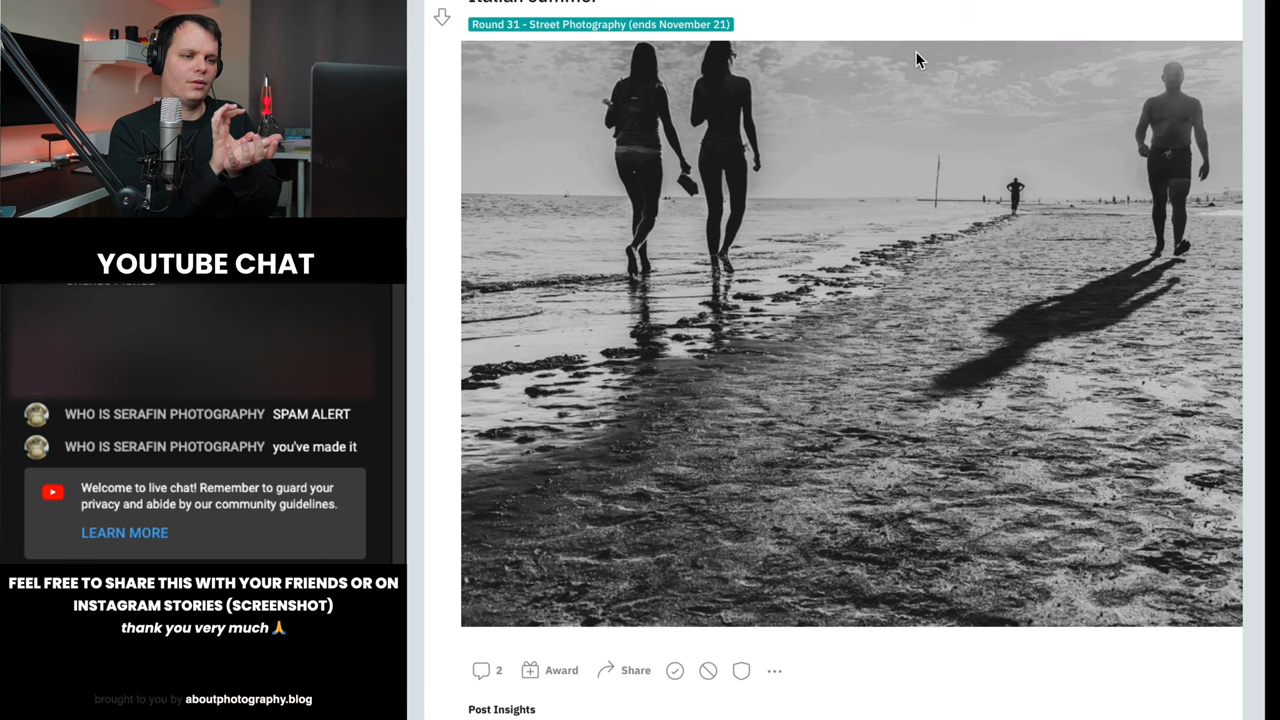 Italian Summer
Round 31 - Street Photography (ends November 21)
YOUTUBE CHAT
WHO IS SERAFIN PHOTOGRAPHY SPAM ALERT
WHO IS SERAFIN PHOTOGRAPHY you've made it
Welcome to live chat! Remember to guard your
privacy and abide by our community guidelines.
LEARN MORE
FEEL FREE TO SHARE THIS WITH YOUR FRIENDS OR ON
INSTAGRAM STORIES (SCREENSHOT)
thank you very much 🙏
brought to you by aboutphotography.blog
2 Award Share
Post Insights